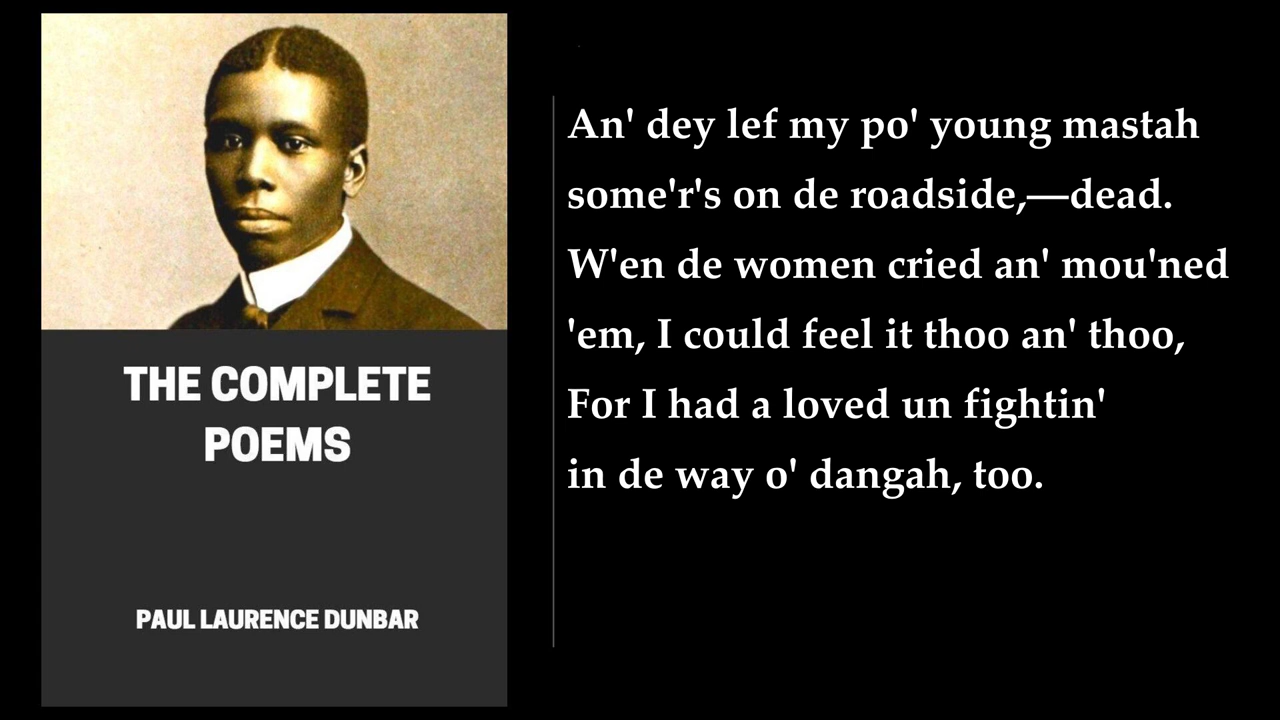 THE COMPLETE
POEMS
PAUL LAURENCE DUNBAR
An' dey lef my po' young mastah
some'r's on de roadside,—dead.
W'en de women cried an' mou'ned
'em, I could feel it thoo an' thoo,
For I had a loved un fightin'
in de way o' dangah, too.